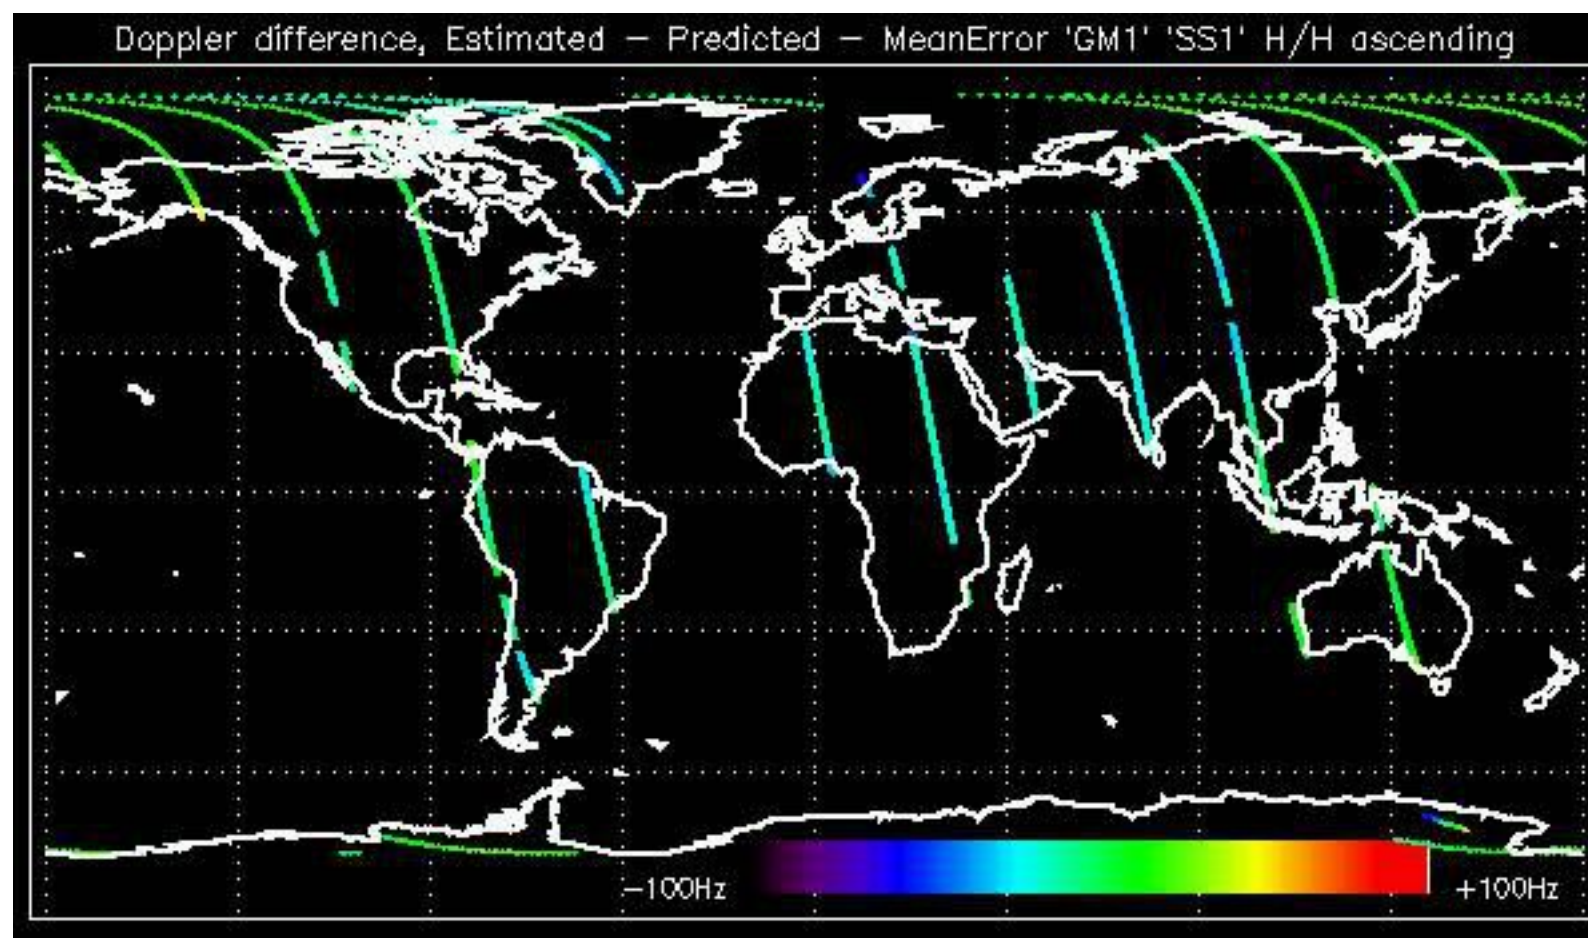 Doppler difference, Estimated – Predicted – MeanError 'GM1' 'SS1' H/H ascending
–100Hz
+100Hz